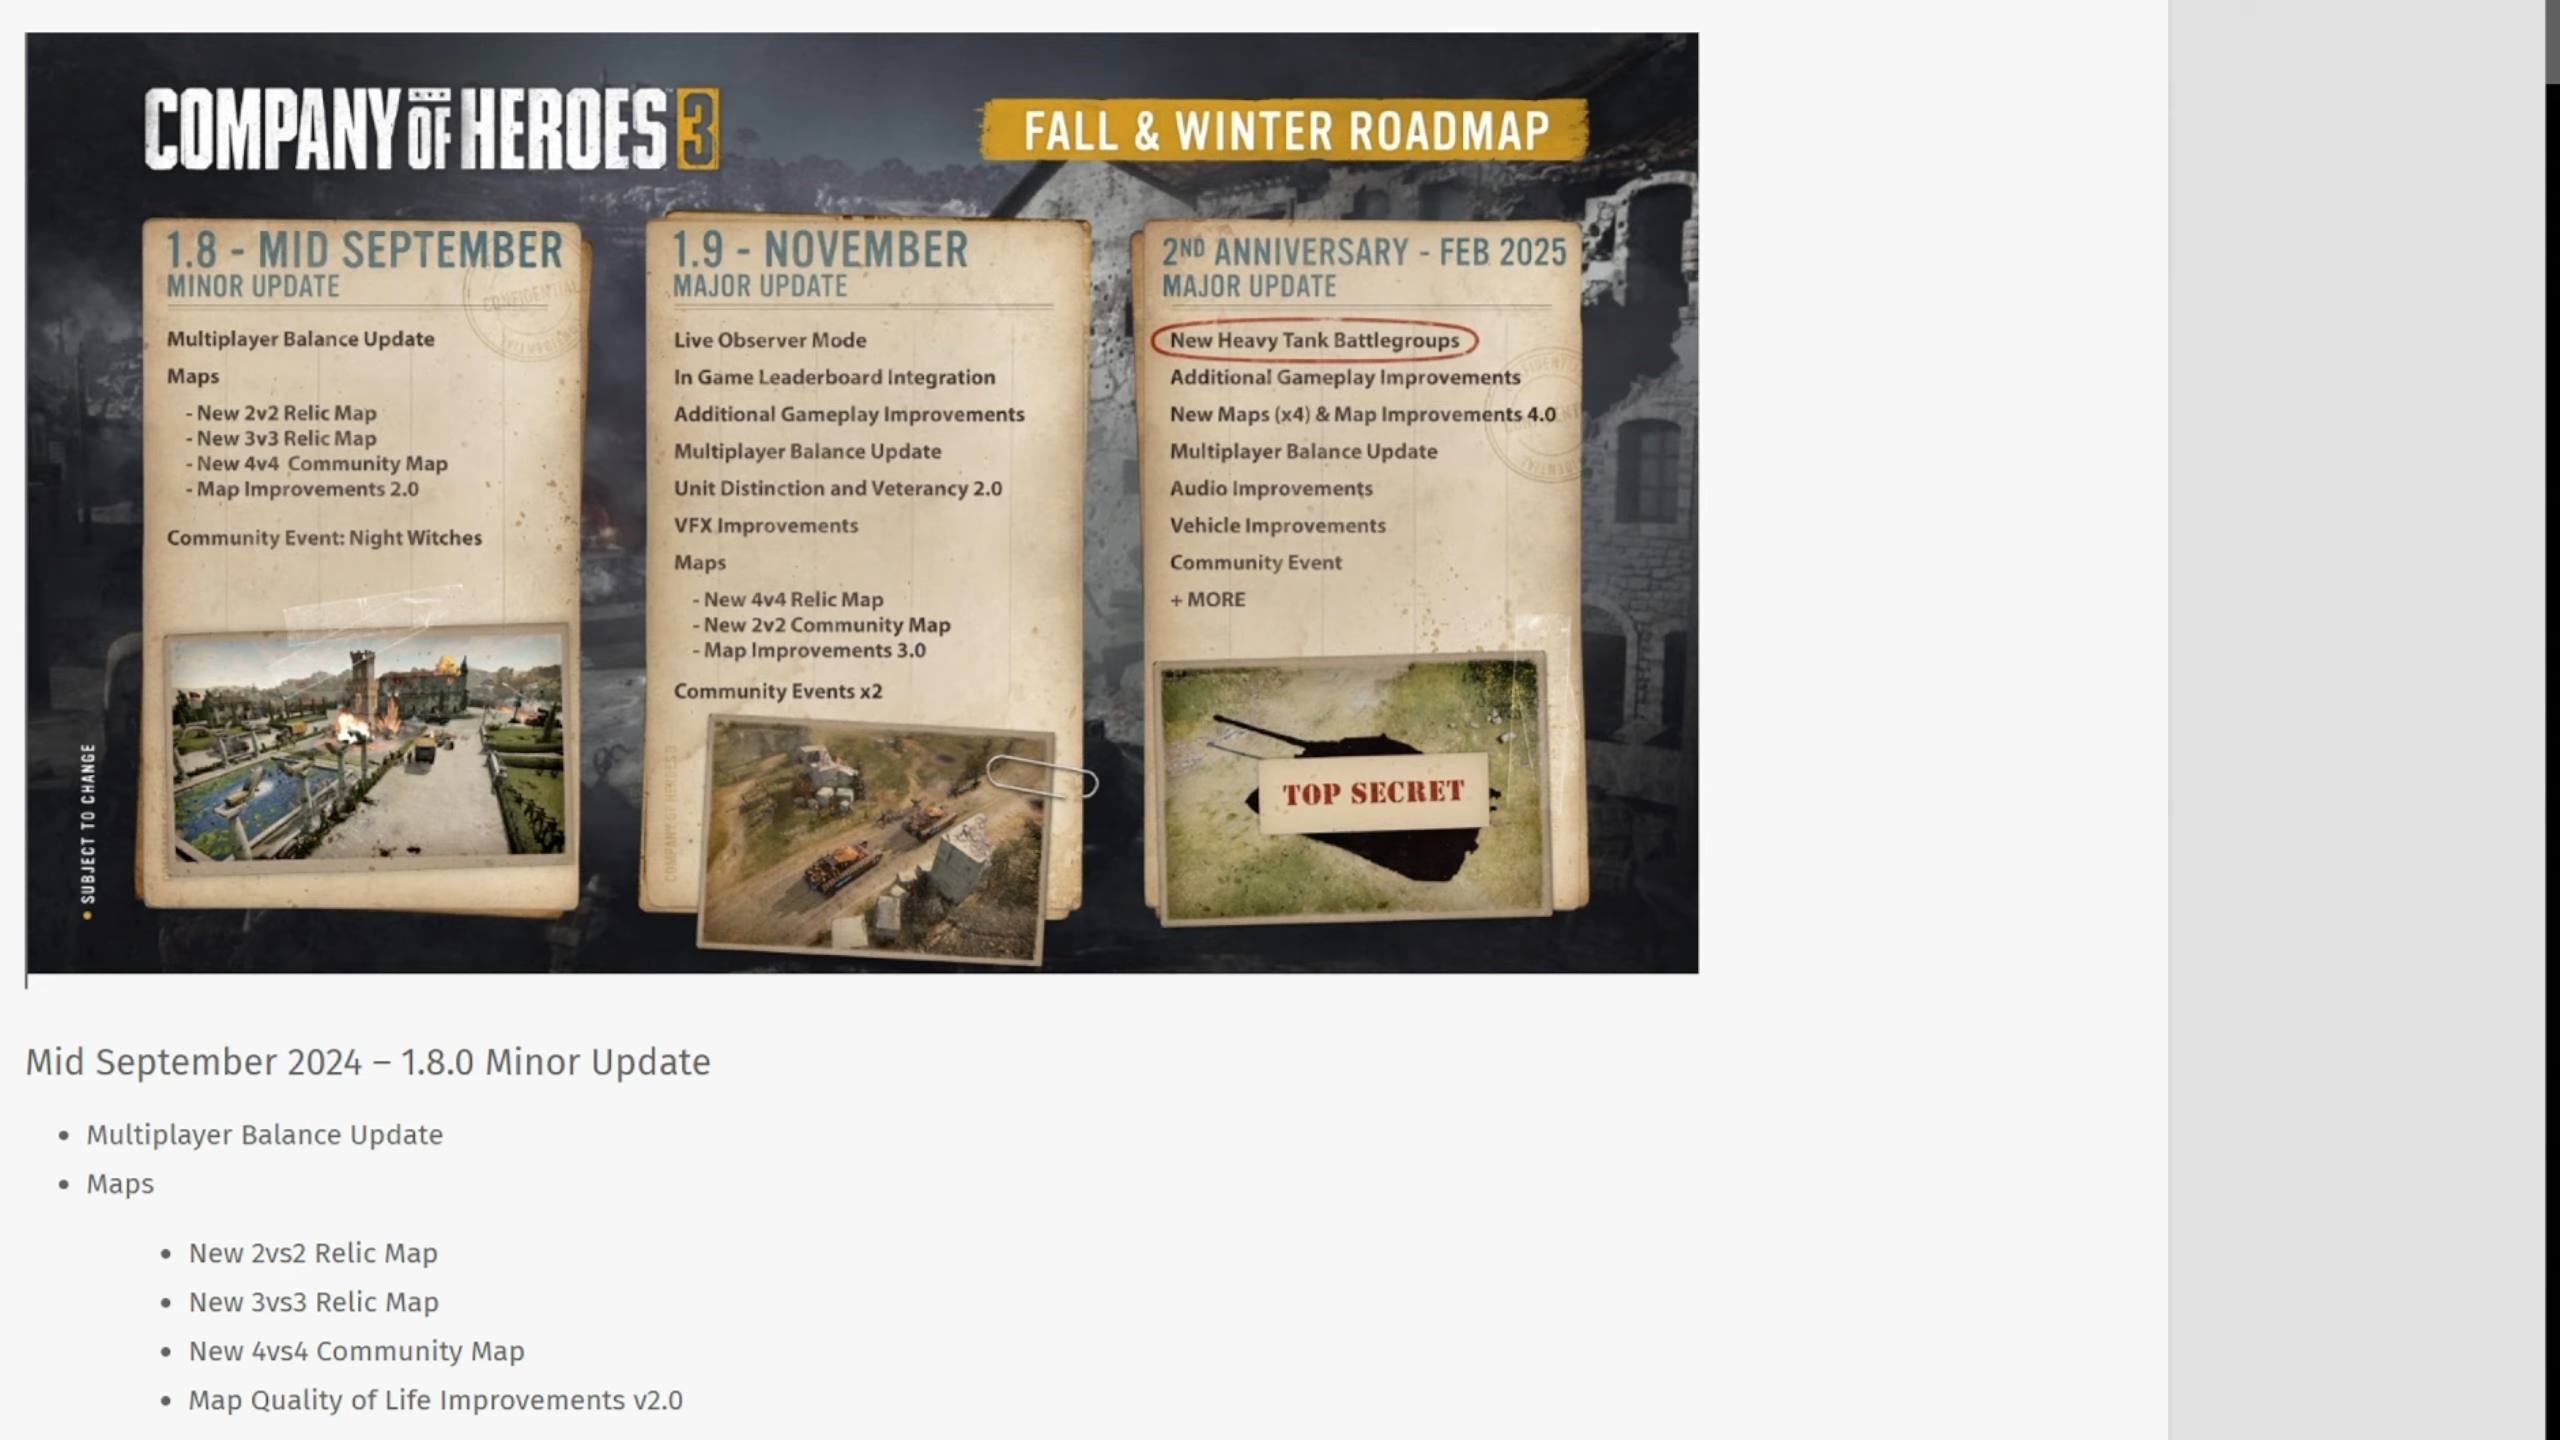 COMPANY OF HEROES 3
FALL & WINTER ROADMAP
1.8 - MID SEPTEMBER
MINOR UPDATE
CONFIDENTIAL
Multiplayer Balance Update
Maps
- New 2v2 Relic Map
- New 3v3 Relic Map
- New 4v4 Community Map
- Map Improvements 2.0
Community Event: Night Witches
1.9 - NOVEMBER
MAJOR UPDATE
Live Observer Mode
In Game Leaderboard Integration
Additional Gameplay Improvements
Multiplayer Balance Update
Unit Distinction and Veterancy 2.0
VFX Improvements
Maps
- New 4v4 Relic Map
- New 2v2 Community Map
- Map Improvements 3.0
Community Events x2
COMPANY OF HEROES 3
2ND ANNIVERSARY - FEB 2025
MAJOR UPDATE
New Heavy Tank Battlegroups
Additional Gameplay Improvements
New Maps (x4) & Map Improvements 4.0
Multiplayer Balance Update
Audio Improvements
Vehicle Improvements
Community Event
+ MORE
TOP SECRET
SUBJECT TO CHANGE
Mid September 2024 – 1.8.0 Minor Update
• Multiplayer Balance Update
• Maps
• New 2vs2 Relic Map
• New 3vs3 Relic Map
• New 4vs4 Community Map
• Map Quality of Life Improvements v2.0